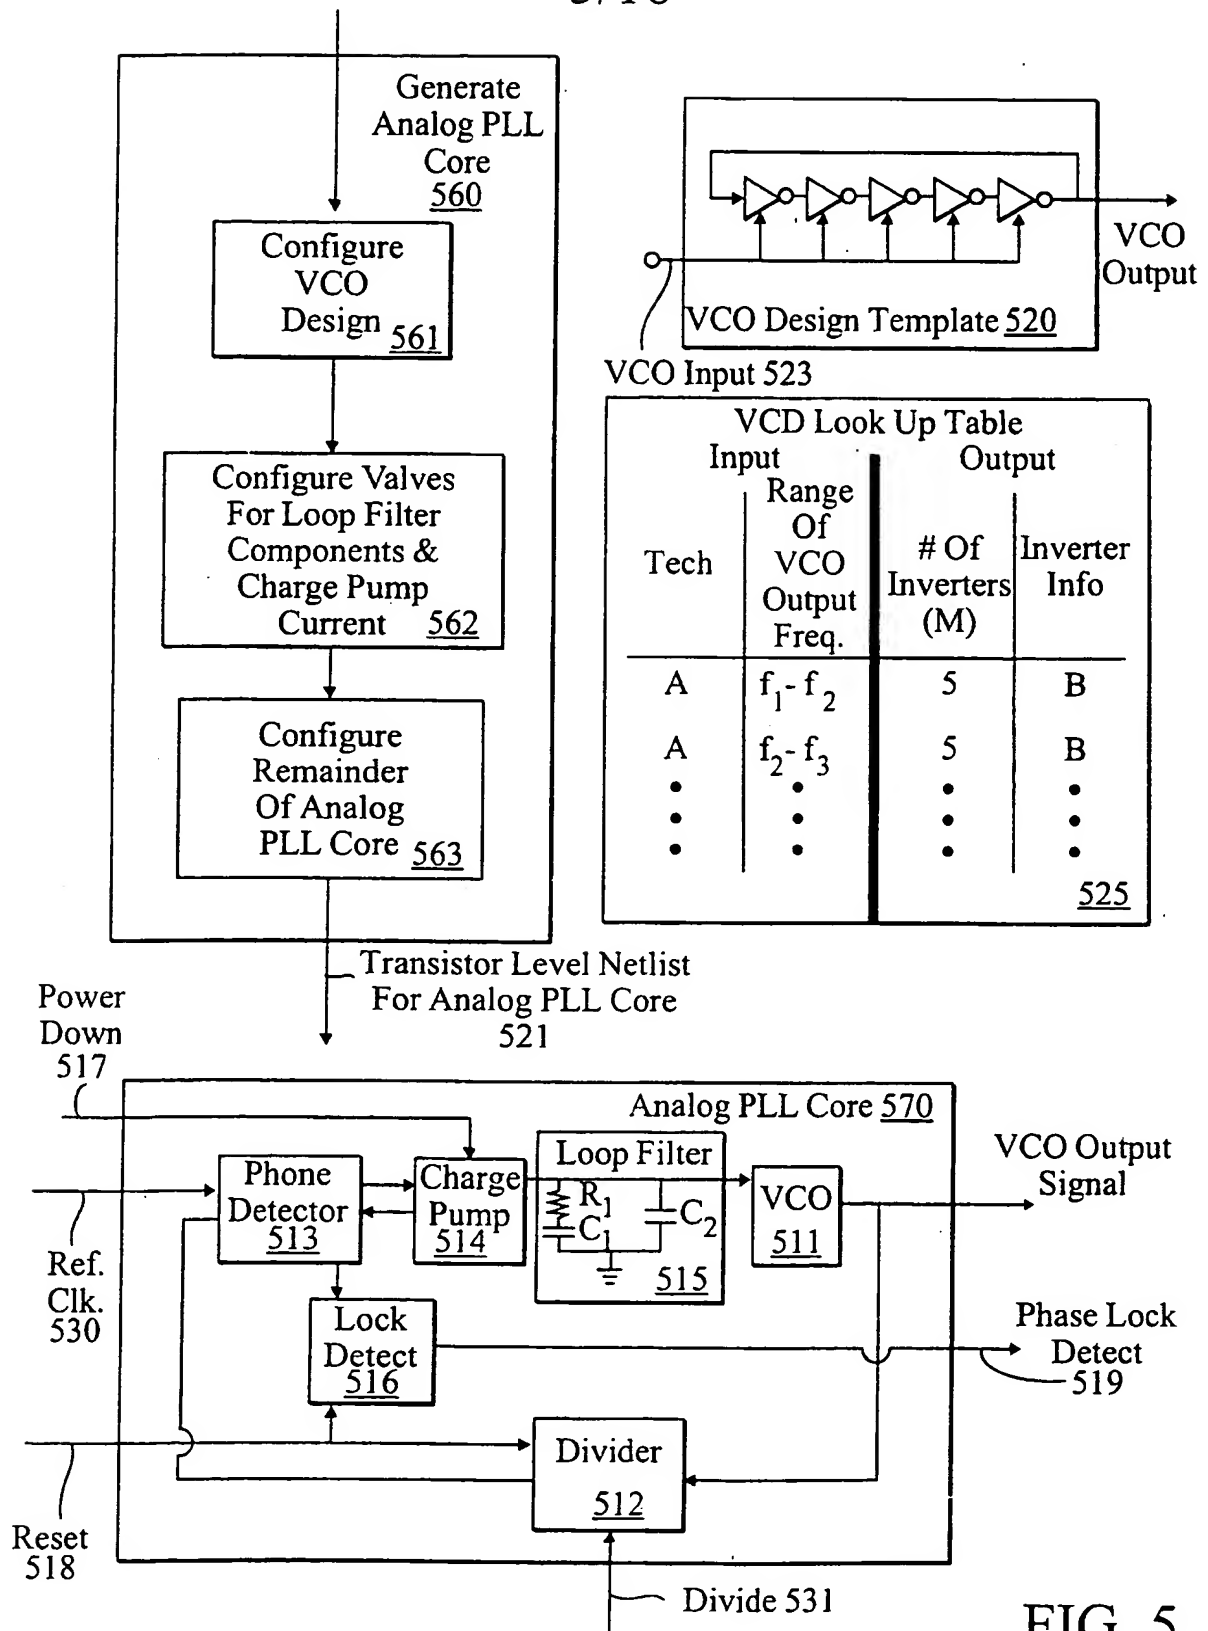 Generate
Analog PLL
Core
560
Configure
VCO
Design 561
Configure Valves
For Loop Filter
Components &
Charge Pump
Current 562
Configure
Remainder
Of Analog
PLL Core 563
Transistor Level Netlist
For Analog PLL Core
521
VCO
Output
VCO Design Template 520
VCO Input 523
VCD Look Up Table
Input Output
Tech Range Of VCO Output Freq. # Of Inverters (M) Inverter Info
A f1- f2 5 B
A f2- f3 5 B
525
Power
Down
517
Analog PLL Core 570
Phone
Detector
513
Charge
Pump
514
Loop Filter
R1
C1
C2
515
VCO
511
VCO Output
Signal
Ref.
Clk.
530
Lock
Detect
516
Phase Lock
Detect
519
Divider
512
Reset
518
Divide 531
FIG. 5